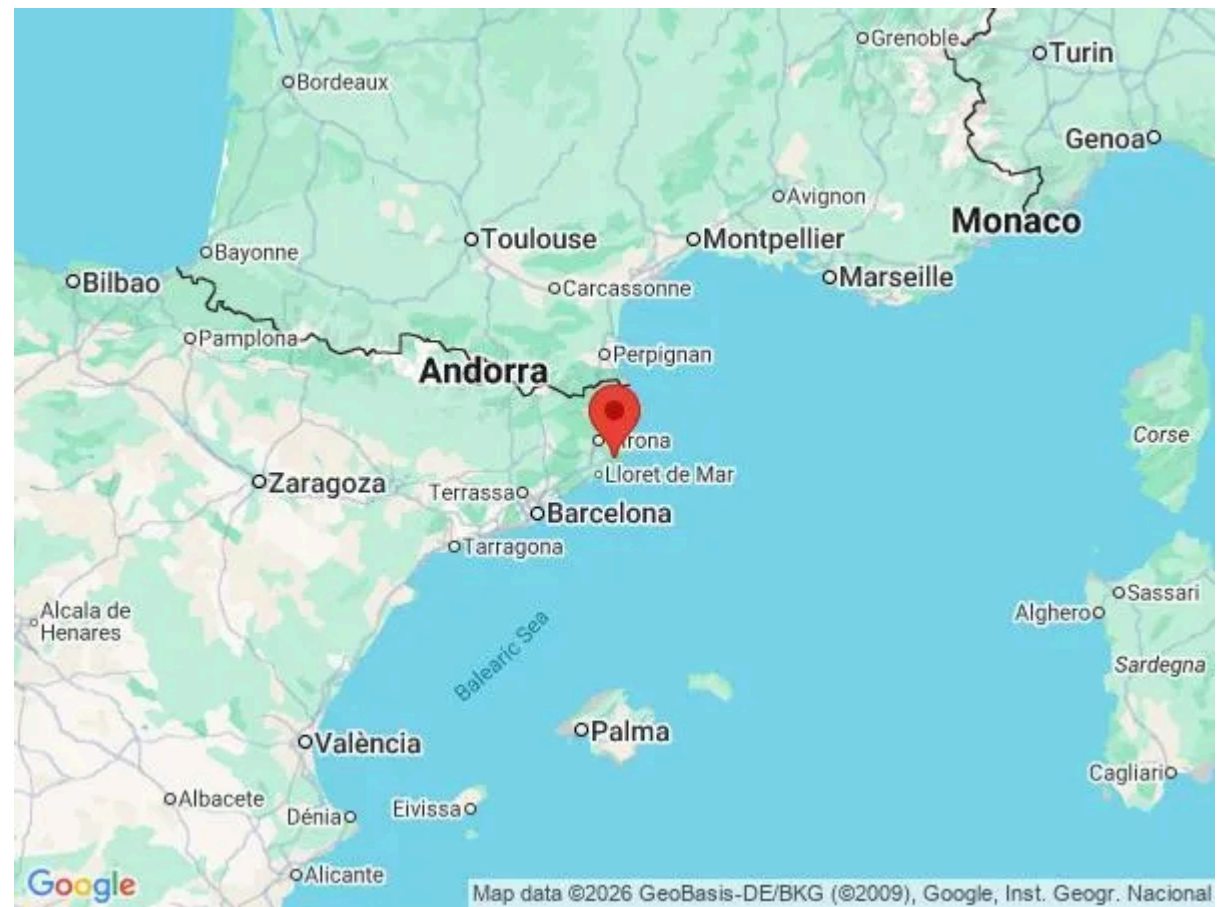 Grenoble
Turin
Bordeaux
Genoa
Avignon
Monaco
Toulouse
Montpellier
Bayonne
Marseille
Bilbao
Carcassonne
Pamplona
Perpignan
Andorra
Corse
irona
Lloret de Mar
Zaragoza
Terrassa
Barcelona
Tarragona
Sassari
Alcala de
Henares
Alghero
Balearic Sea
Sardegna
Palma
València
Cagliari
Albacete
Eivissa
Dénia
Alicante
Google
Map data ©2026 GeoBasis-DE/BKG (©2009), Google, Inst. Geogr. Nacional